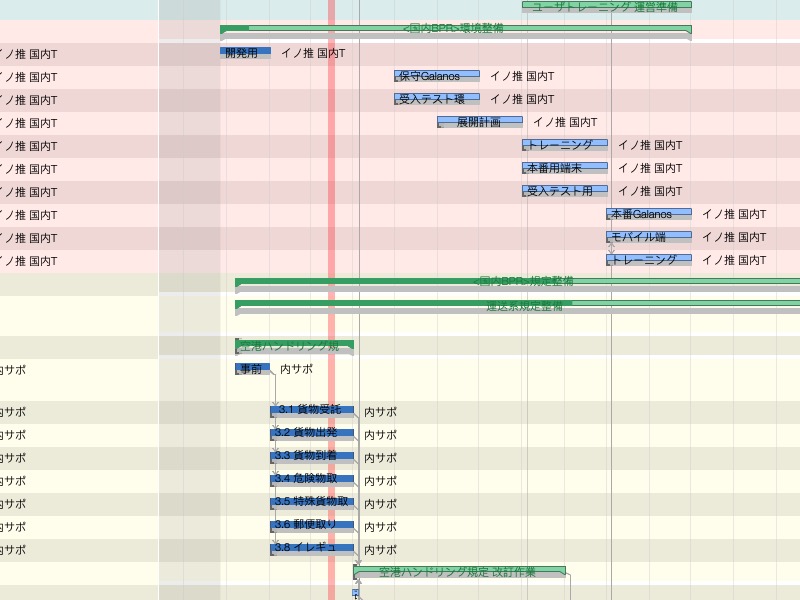 ユーザトレーニング 運営準備
<国内BPR>環境整備
イノ推 国内T 開発用 イノ推 国内T
イノ推 国内T 保守Galanos イノ推 国内T
イノ推 国内T 受入テスト環 イノ推 国内T
イノ推 国内T 展開計画 イノ推 国内T
イノ推 国内T トレーニング イノ推 国内T
イノ推 国内T 本番用端末 イノ推 国内T
イノ推 国内T 受入テスト用 イノ推 国内T
イノ推 国内T 本番Galanos イノ推 国内T
イノ推 国内T モバイル端 イノ推 国内T
イノ推 国内T トレーニング イノ推 国内T
<国内BPR>規定整備
運送系規定整備
空港ハンドリング規
内サポ 事前 内サポ
内サポ 3.1 貨物受託 内サポ
内サポ 3.2 貨物出発 内サポ
内サポ 3.3 貨物到着 内サポ
内サポ 3.4 危険物取 内サポ
内サポ 3.5 特殊貨物取 内サポ
内サポ 3.6 郵便取り 内サポ
内サポ 3.8 イレギュ 内サポ
空港ハンドリング規定 改訂作業